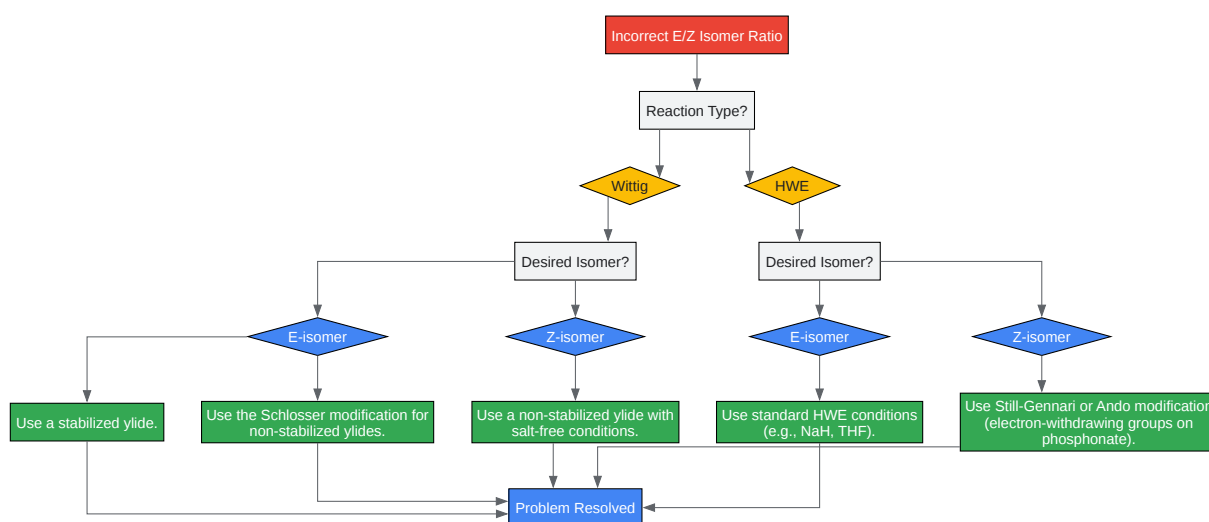 Incorrect E/Z Isomer Ratio
Reaction Type?
Wittig
HWE
Desired Isomer?
Desired Isomer?
E-isomer
Z-isomer
E-isomer
Z-isomer
Use a stabilized ylide.
Use the Schlosser modification for
non-stabilized ylides.
Use a non-stabilized ylide with
salt-free conditions.
Use standard HWE conditions
(e.g., NaH, THF).
Use Still-Gennari or Ando modification
(electron-withdrawing groups on
phosphonate).
Problem Resolved